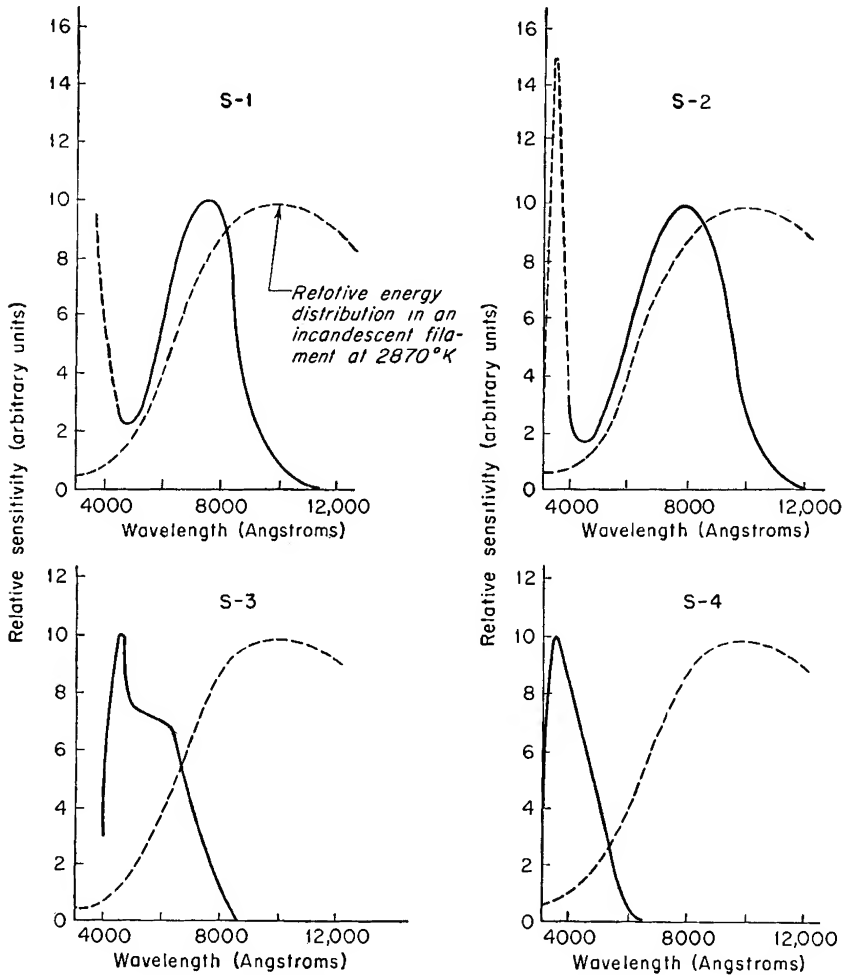 S-1
16
14
12
10
8
6
4
2
0
4000 8000 12,000
Wavelength (Angstroms)
Relative energy
distribution in an
incandescent fila-
ment at 2870°K
S-2
16
14
12
10
8
6
4
2
0
4000 8000 12,000
Wavelength (Angstroms)
Relative sensitivity (arbitrary units)
Relative sensitivity (arbitrary units)
S-3
12
10
8
6
4
2
0
4000 8000 12,000
Wavelength (Angstroms)
S-4
12
10
8
6
4
2
0
4000 8000 12,000
Wavelength (Angstroms)